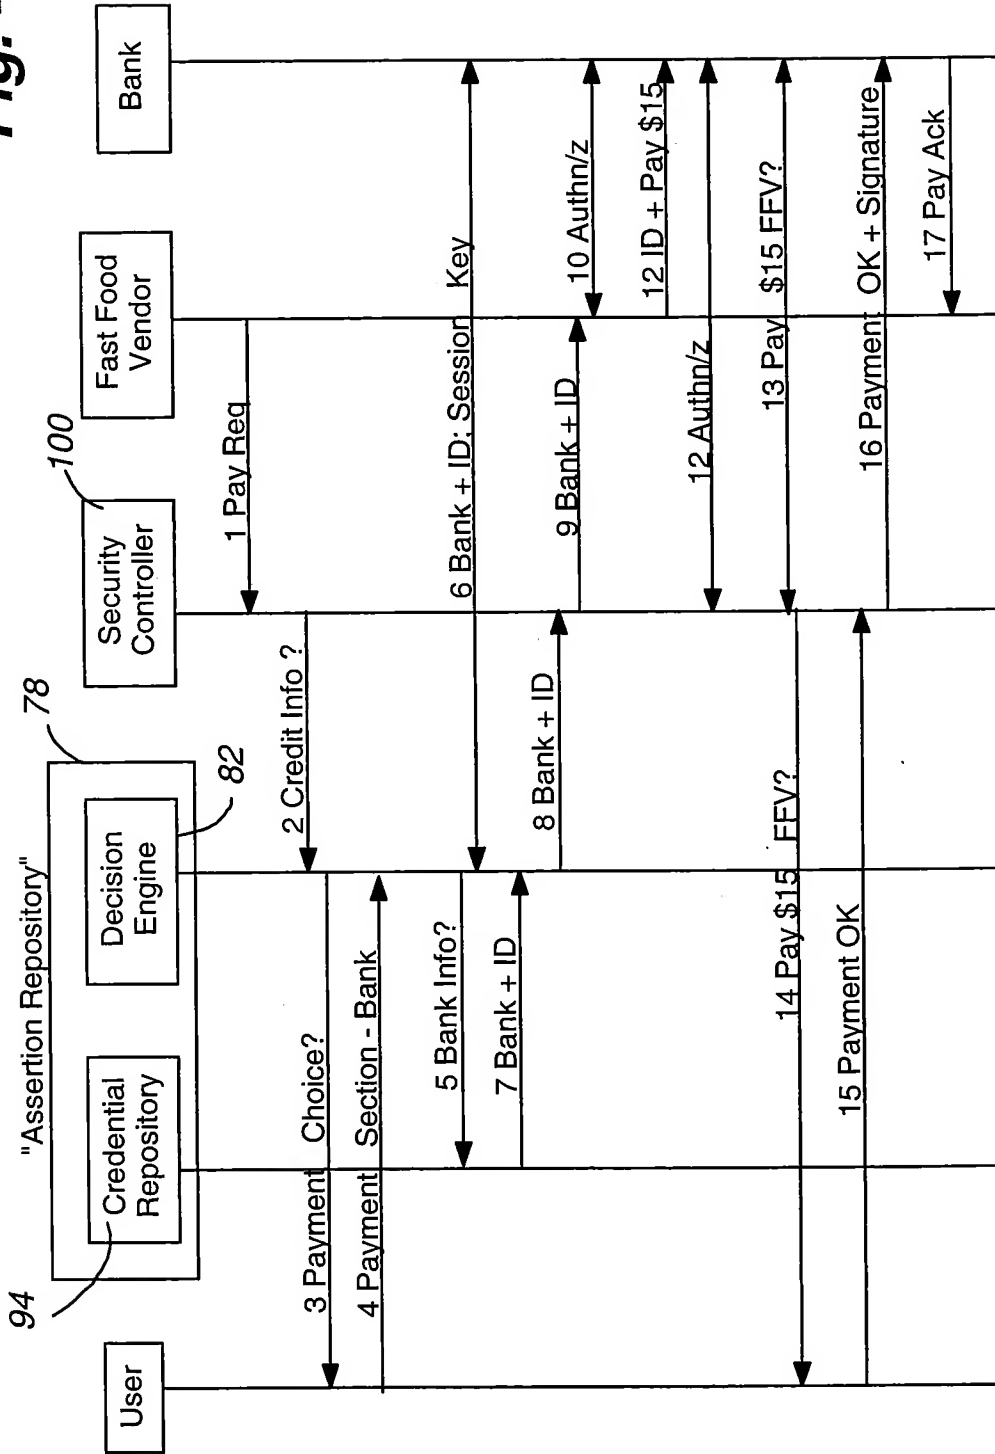 Fig.
"Assertion Repository"
78
94
82
100
User
Credential
Repository
Decision
Engine
Security
Controller
Fast Food
Vendor
Bank
1 Pay Req
2 Credit Info ?
3 Payment Choice?
4 Payment Section - Bank
5 Bank Info?
6 Bank + ID; Session Key
7 Bank + ID
8 Bank + ID
9 Bank + ID
10 Authn/z
12 ID + Pay $15
12 Authn/z
13 Pay $15 FFV?
14 Pay $15 FFV?
15 Payment OK
16 Payment OK + Signature
17 Pay Ack